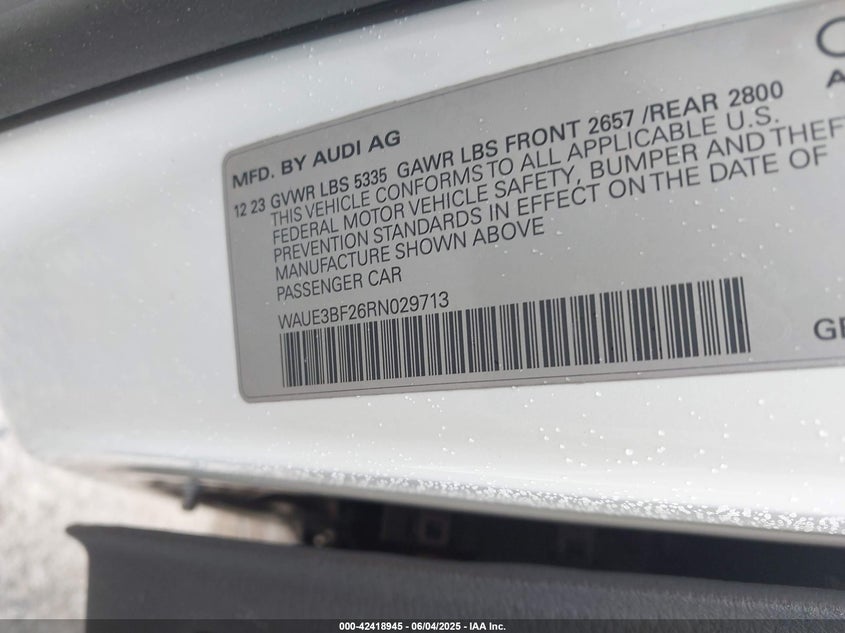 MFD. BY AUDI AG
12 23 GVWR LBS 5335 GAWR LBS FRONT 2657 /REAR 2800
THIS VEHICLE CONFORMS TO ALL APPLICABLE U.S.
FEDERAL MOTOR VEHICLE SAFETY, BUMPER AND THEFT
PREVENTION STANDARDS IN EFFECT ON THE DATE OF
MANUFACTURE SHOWN ABOVE
PASSENGER CAR
WAUE3BF26RN029713
000-42418945 - 06/04/2025 - IAA Inc.